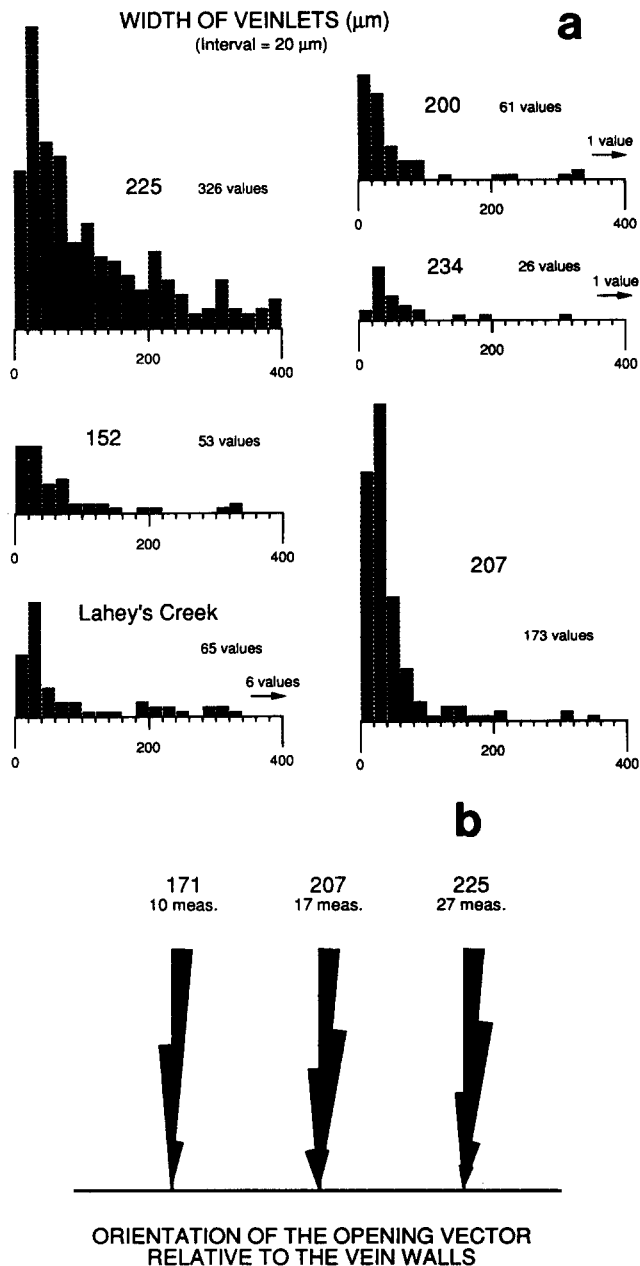 WIDTH OF VEINLETS (µm)
(Interval = 20 µm)
a
225
326 values
0
200
400
200
61 values
1 value
0
200
400
234
26 values
1 value
0
200
400
152
53 values
0
200
400
Lahey's Creek
65 values
6 values
0
200
400
207
173 values
0
200
400
b
171
10 meas.
207
17 meas.
225
27 meas.
ORIENTATION OF THE OPENING VECTOR
RELATIVE TO THE VEIN WALLS